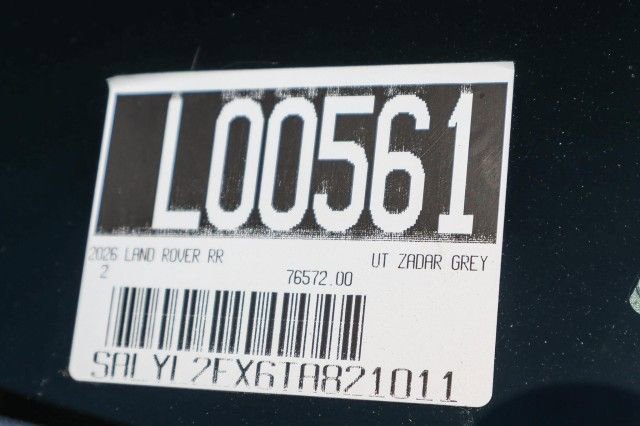 L00561
2026 LAND ROVER RR UT ZADAR GREY
2 76572.00
SALYL2EX6TA821011